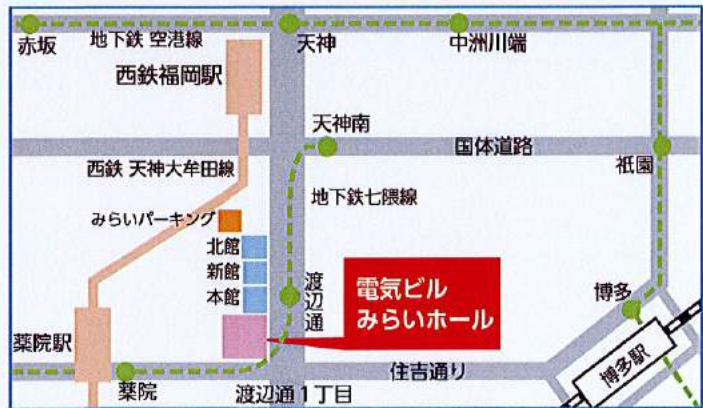 赤坂
地下鉄 空港線
天神
中洲川端
西鉄福岡駅
天神南
国体道路
祇園
西鉄 天神大牟田線
地下鉄七隈線
みらいパーキング
北館
新館
本館
渡辺通
電気ビル
みらいホール
博多
薬院駅
博多駅
住吉通り
薬院
渡辺通1丁目